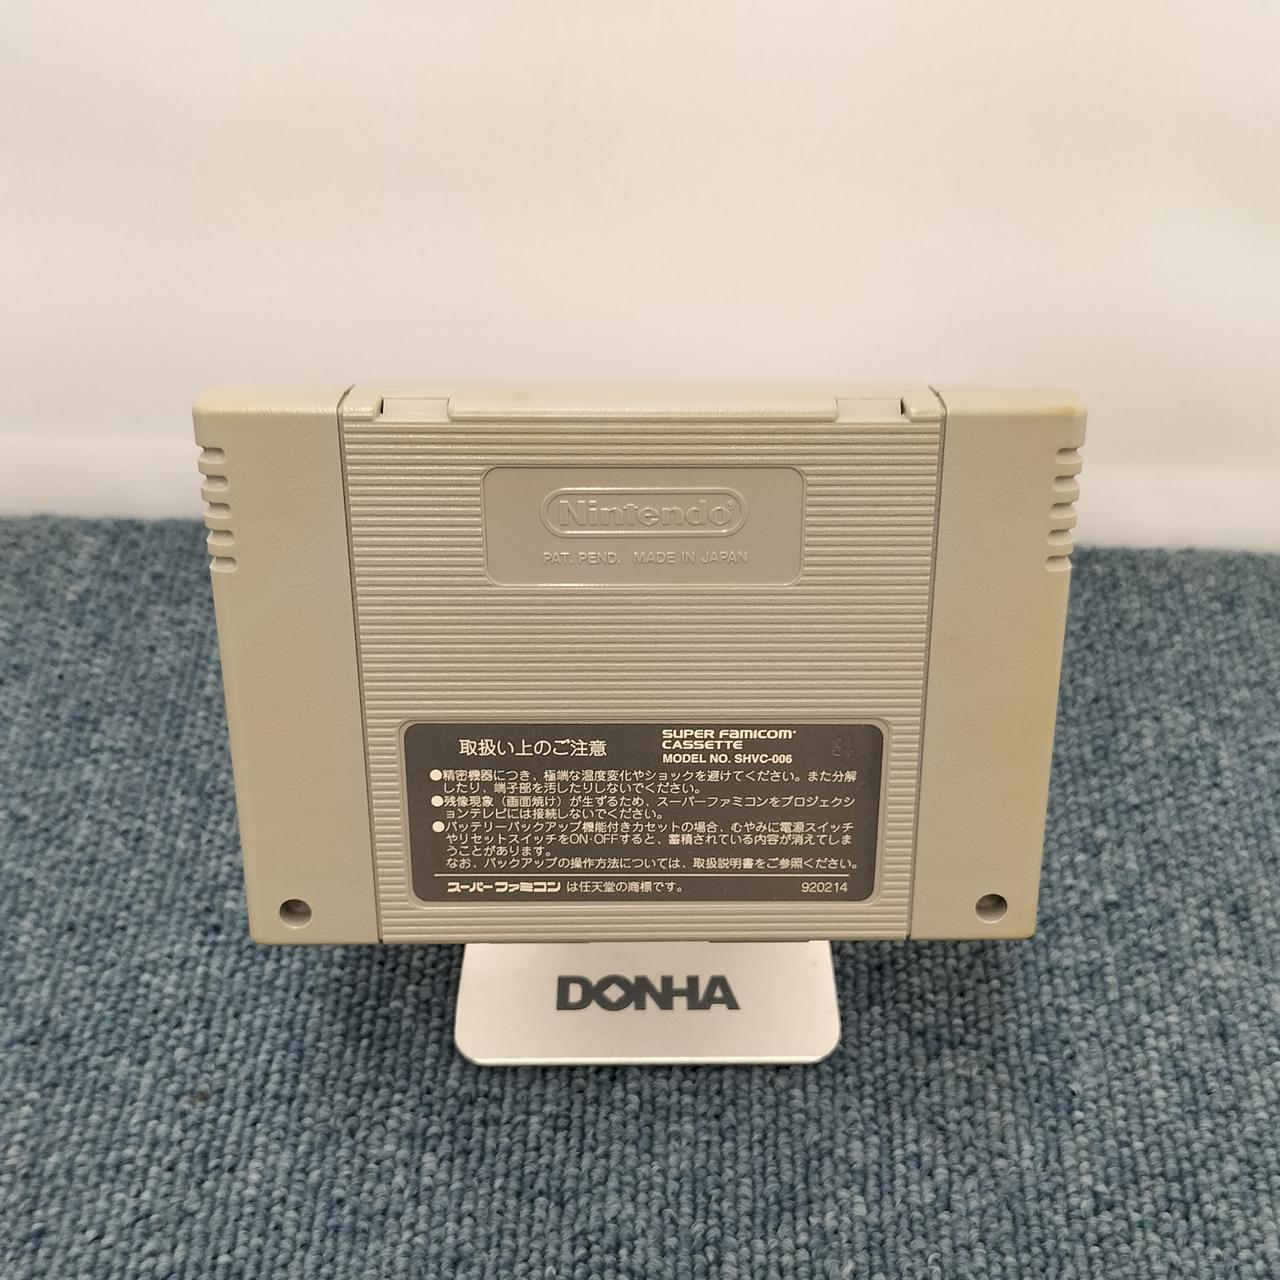 Nintendo®
PAT. PEND. MADE IN JAPAN
取扱い上のご注意
SUPER FAMICOM®
CASSETTE
MODEL NO. SHVC-006
●精密機器につき、極端な温度変化やショックを避けてください。また分解
したり、端子部を汚したりしないでください。
●残像現象（画面焼け）が生ずるため、スーパーファミコンをプロジェクシ
ョンテレビには接続しないでください。
●バッテリーバックアップ機能付きカセットの場合、むやみに電源スイッチ
やリセットスイッチをON·OFFすると、蓄積されている内容が消えてしま
うことがあります。
なお、バックアップの操作方法については、取扱説明書をご参照ください。
スーパーファミコン は任天堂の商標です。
920214
DONHA